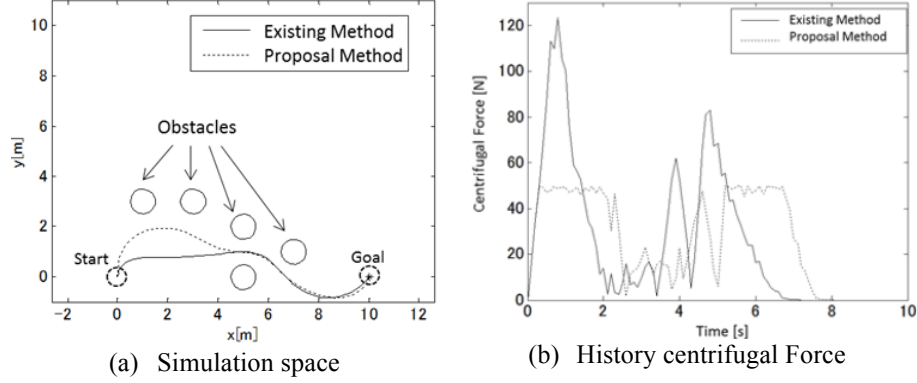 10
8
6
4
2
0
y[m]
Existing Method
Proposal Method
Obstacles
Start
Goal
-2
0
2
4
6
8
10
12
x[m]
(a) Simulation space
120
100
80
60
40
20
0
Centrifugal Force [N]
Existing Method
Proposal Method
0
2
4
6
8
10
Time [s]
(b) History centrifugal Force